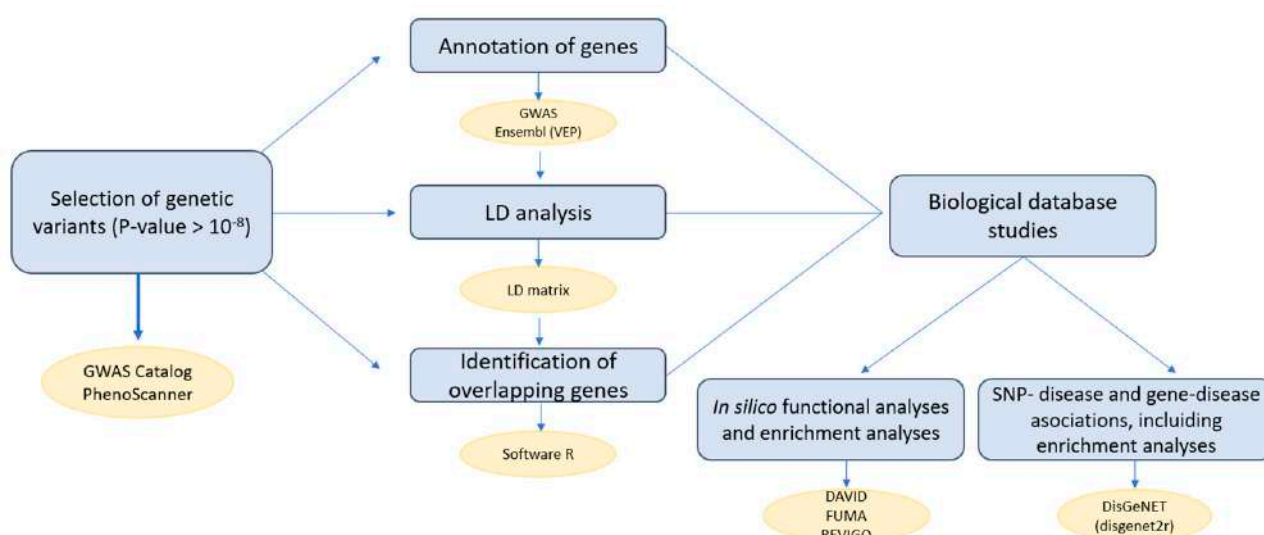 Annotation of genes
GWAS
Ensembl (VEP)
Selection of genetic
variants (P-value > 10⁻⁸)
LD analysis
Biological database
studies
LD matrix
GWAS Catalog
PhenoScanner
Identification of
overlapping genes
In silico functional analyses
and enrichment analyses
SNP- disease and gene-disease
asociations, incluiding
enrichment analyses
Software R
DAVID
FUMA
REVIGO
DisGeNET
(disgenet2r)